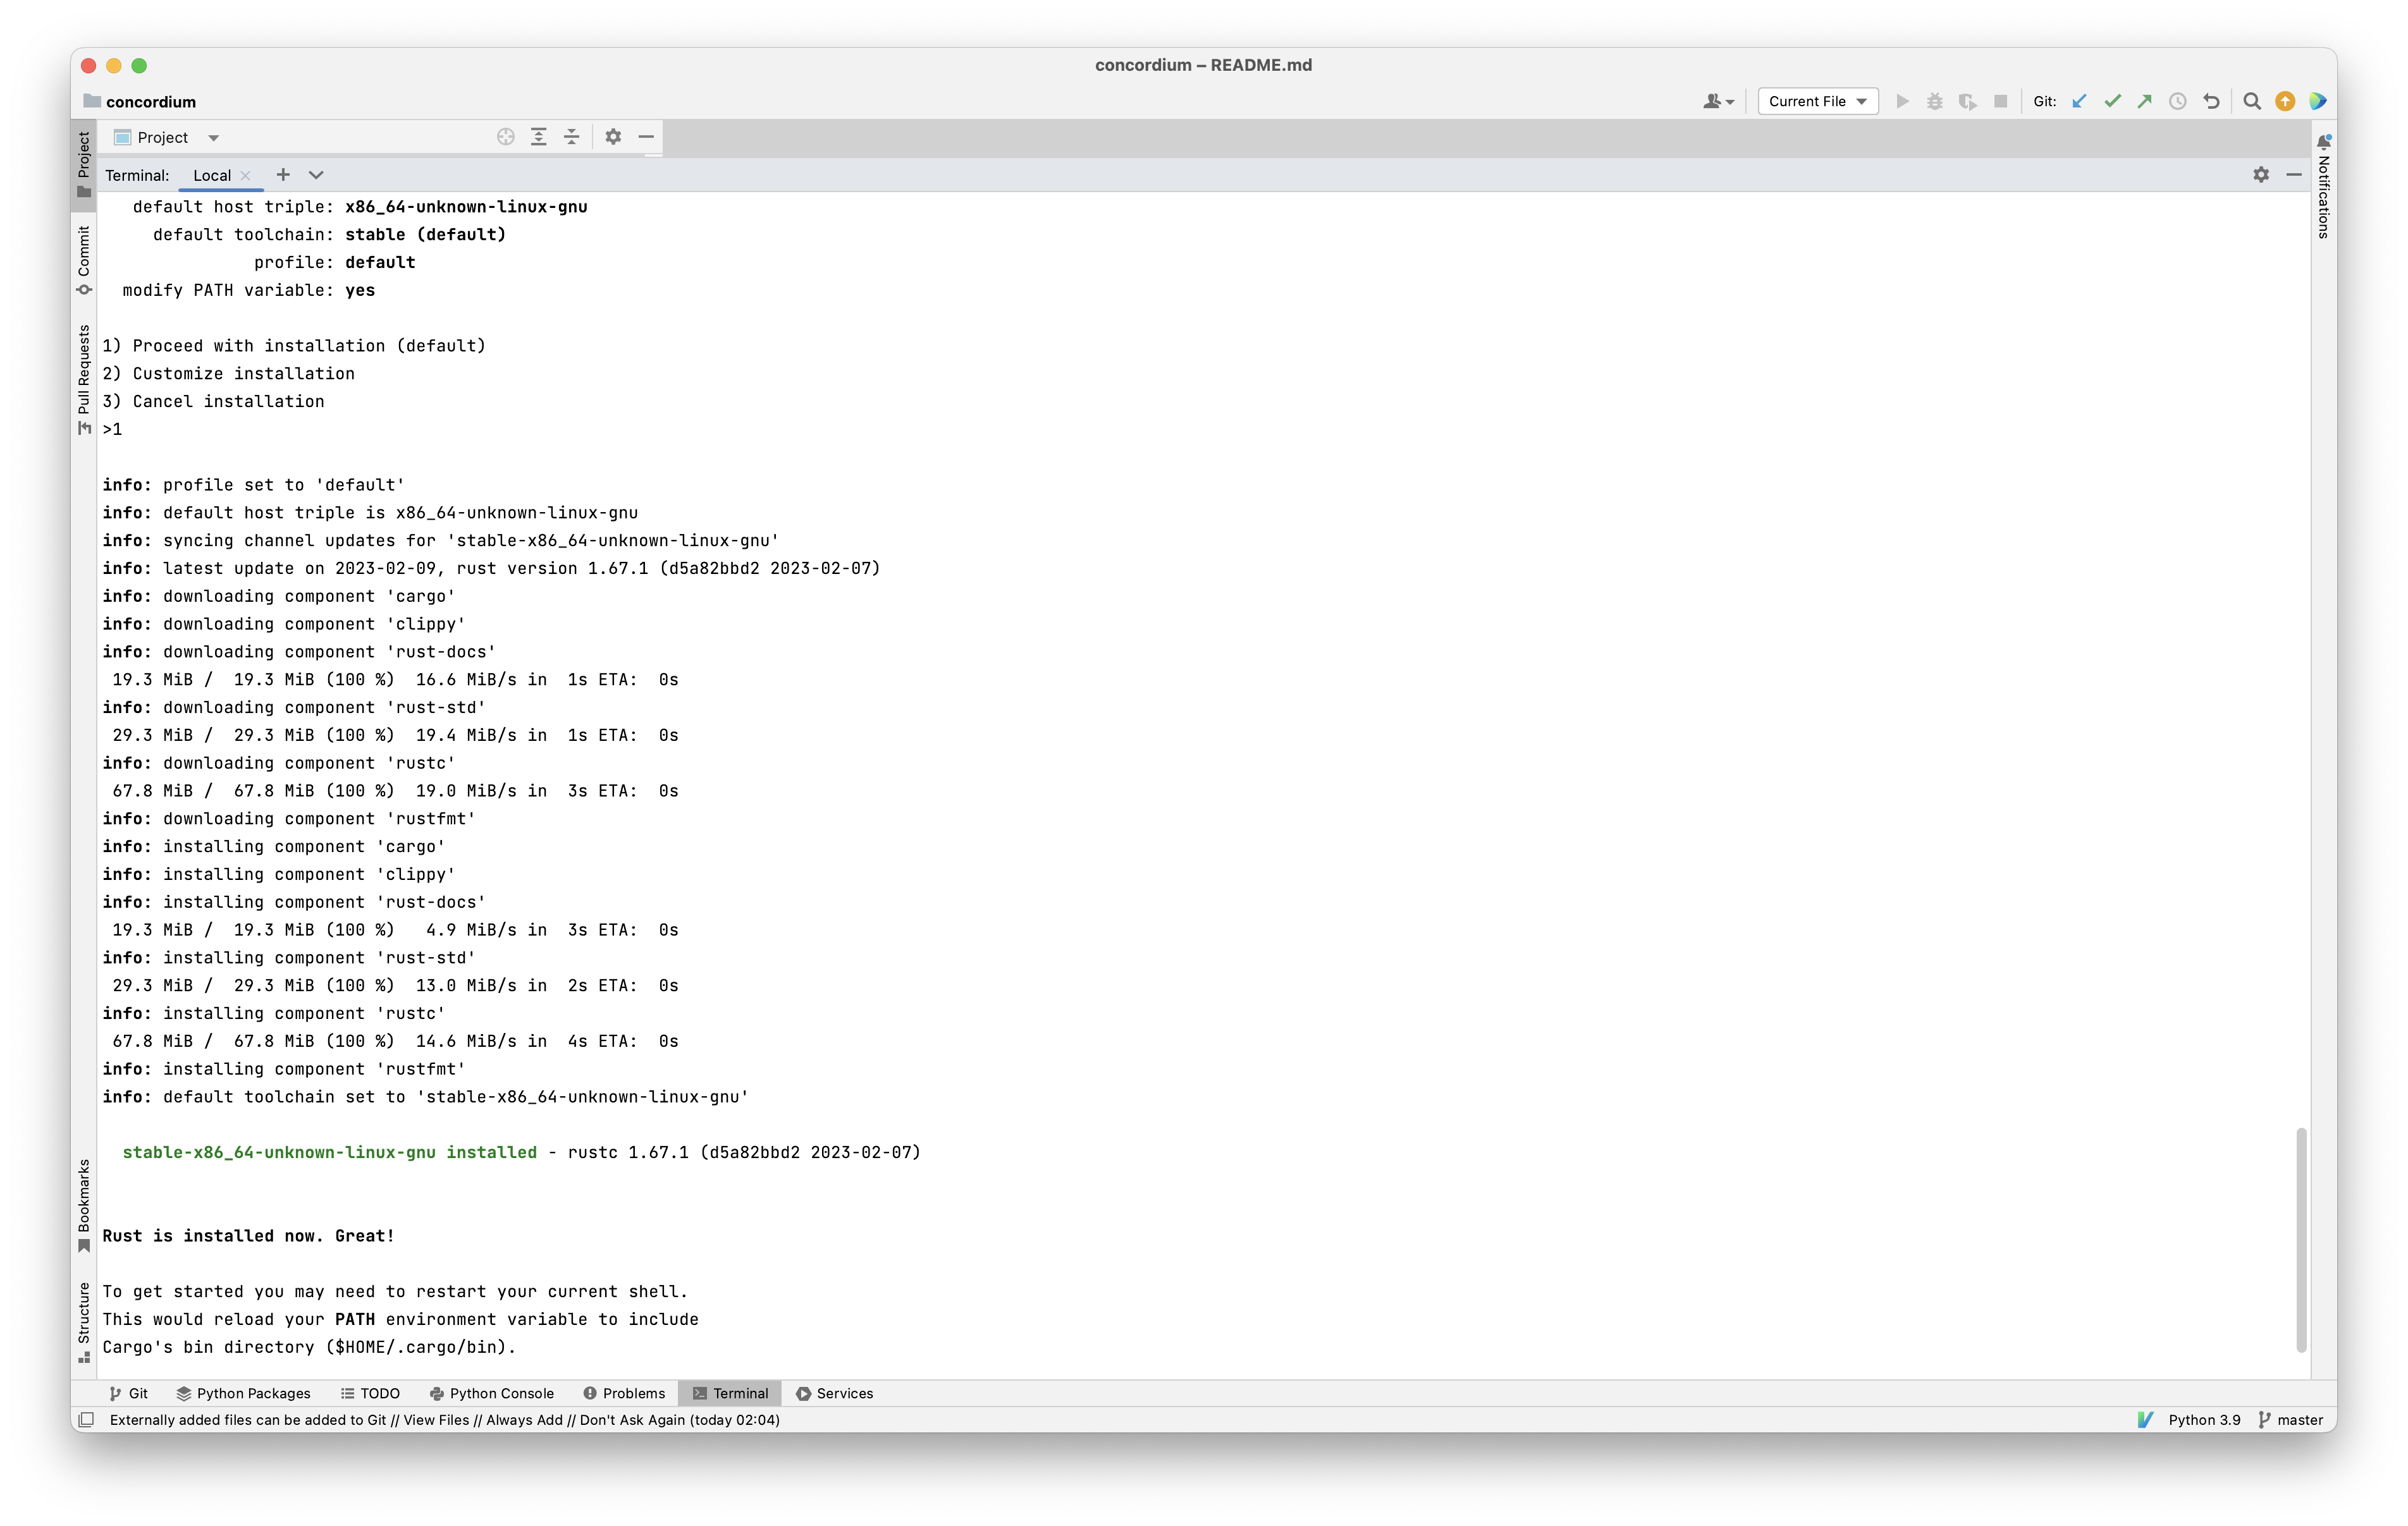 concordium – README.md
concordium
Current File
Git:
Project
Project
Terminal: Local
Notifications
Commit
Pull Requests
default host triple: x86_64-unknown-linux-gnu
default toolchain: stable (default)
profile: default
modify PATH variable: yes
1) Proceed with installation (default)
2) Customize installation
3) Cancel installation
>1
info: profile set to 'default'
info: default host triple is x86_64-unknown-linux-gnu
info: syncing channel updates for 'stable-x86_64-unknown-linux-gnu'
info: latest update on 2023-02-09, rust version 1.67.1 (d5a82bbd2 2023-02-07)
info: downloading component 'cargo'
info: downloading component 'clippy'
info: downloading component 'rust-docs'
19.3 MiB / 19.3 MiB (100 %) 16.6 MiB/s in 1s ETA: 0s
info: downloading component 'rust-std'
29.3 MiB / 29.3 MiB (100 %) 19.4 MiB/s in 1s ETA: 0s
info: downloading component 'rustc'
67.8 MiB / 67.8 MiB (100 %) 19.0 MiB/s in 3s ETA: 0s
info: downloading component 'rustfmt'
info: installing component 'cargo'
info: installing component 'clippy'
info: installing component 'rust-docs'
19.3 MiB / 19.3 MiB (100 %) 4.9 MiB/s in 3s ETA: 0s
info: installing component 'rust-std'
29.3 MiB / 29.3 MiB (100 %) 13.0 MiB/s in 2s ETA: 0s
info: installing component 'rustc'
67.8 MiB / 67.8 MiB (100 %) 14.6 MiB/s in 4s ETA: 0s
info: installing component 'rustfmt'
info: default toolchain set to 'stable-x86_64-unknown-linux-gnu'
stable-x86_64-unknown-linux-gnu installed - rustc 1.67.1 (d5a82bbd2 2023-02-07)
Rust is installed now. Great!
To get started you may need to restart your current shell.
This would reload your PATH environment variable to include
Cargo's bin directory ($HOME/.cargo/bin).
Bookmarks
Structure
Git Python Packages TODO Python Console Problems Terminal Services
Externally added files can be added to Git // View Files // Always Add // Don't Ask Again (today 02:04)
Python 3.9 master